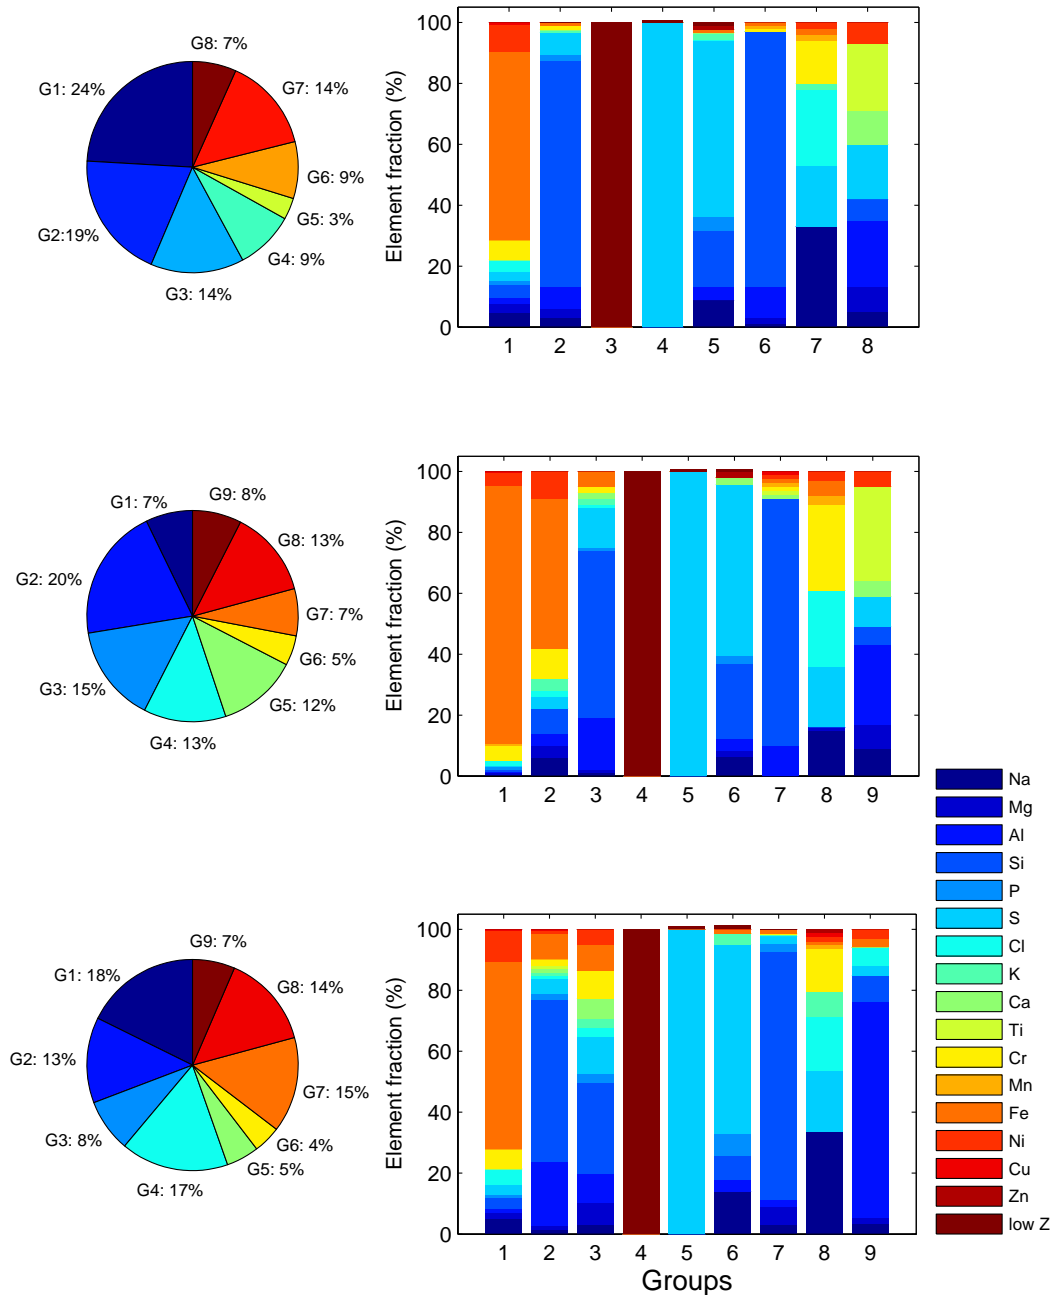 G8: 7%
G1: 24%
G7: 14%
G6: 9%
G5: 3%
G2:19%
G4: 9%
G3: 14%
Element fraction (%)
100
80
60
40
20
0
1 2 3 4 5 6 7 8
G1: 7%
G9: 8%
G8: 13%
G2: 20%
G7: 7%
G6: 5%
G3: 15%
G5: 12%
G4: 13%
Element fraction (%)
100
80
60
40
20
0
1 2 3 4 5 6 7 8 9
G9: 7%
G1: 18%
G8: 14%
G2: 13%
G7: 15%
G3: 8%
G6: 4%
G5: 5%
G4: 17%
Element fraction (%)
100
80
60
40
20
0
1 2 3 4 5 6 7 8 9
Groups
Na
Mg
Al
Si
P
S
Cl
K
Ca
Ti
Cr
Mn
Fe
Ni
Cu
Zn
low Z